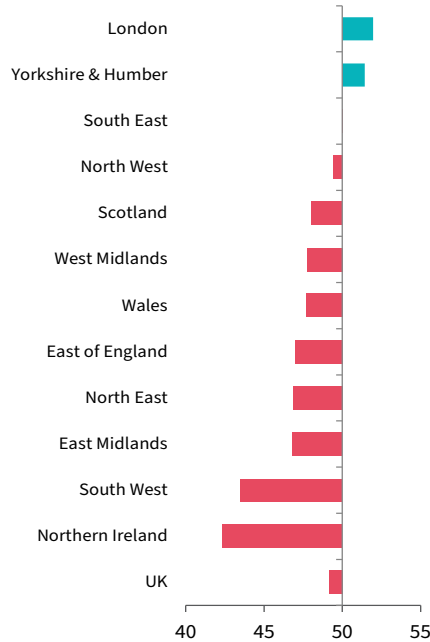 London
Yorkshire & Humber
South East
North West
Scotland
West Midlands
Wales
East of England
North East
East Midlands
South West
Northern Ireland
UK
40 45 50 55